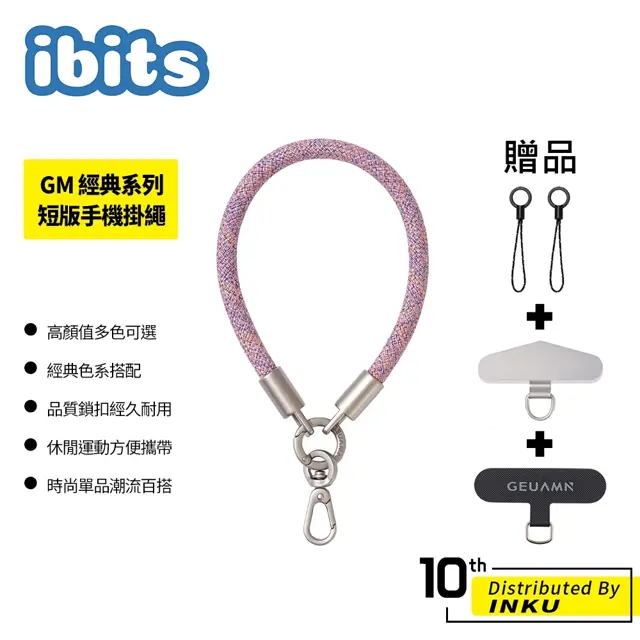 ibits
GM 經典系列
短版手機掛繩
高顏值多色可選
經典色系搭配
品質鎖扣經久耐用
休閒運動方便攜帶
時尚單品潮流百搭
贈品
GEUAMN
10th
Distributed By
INKU